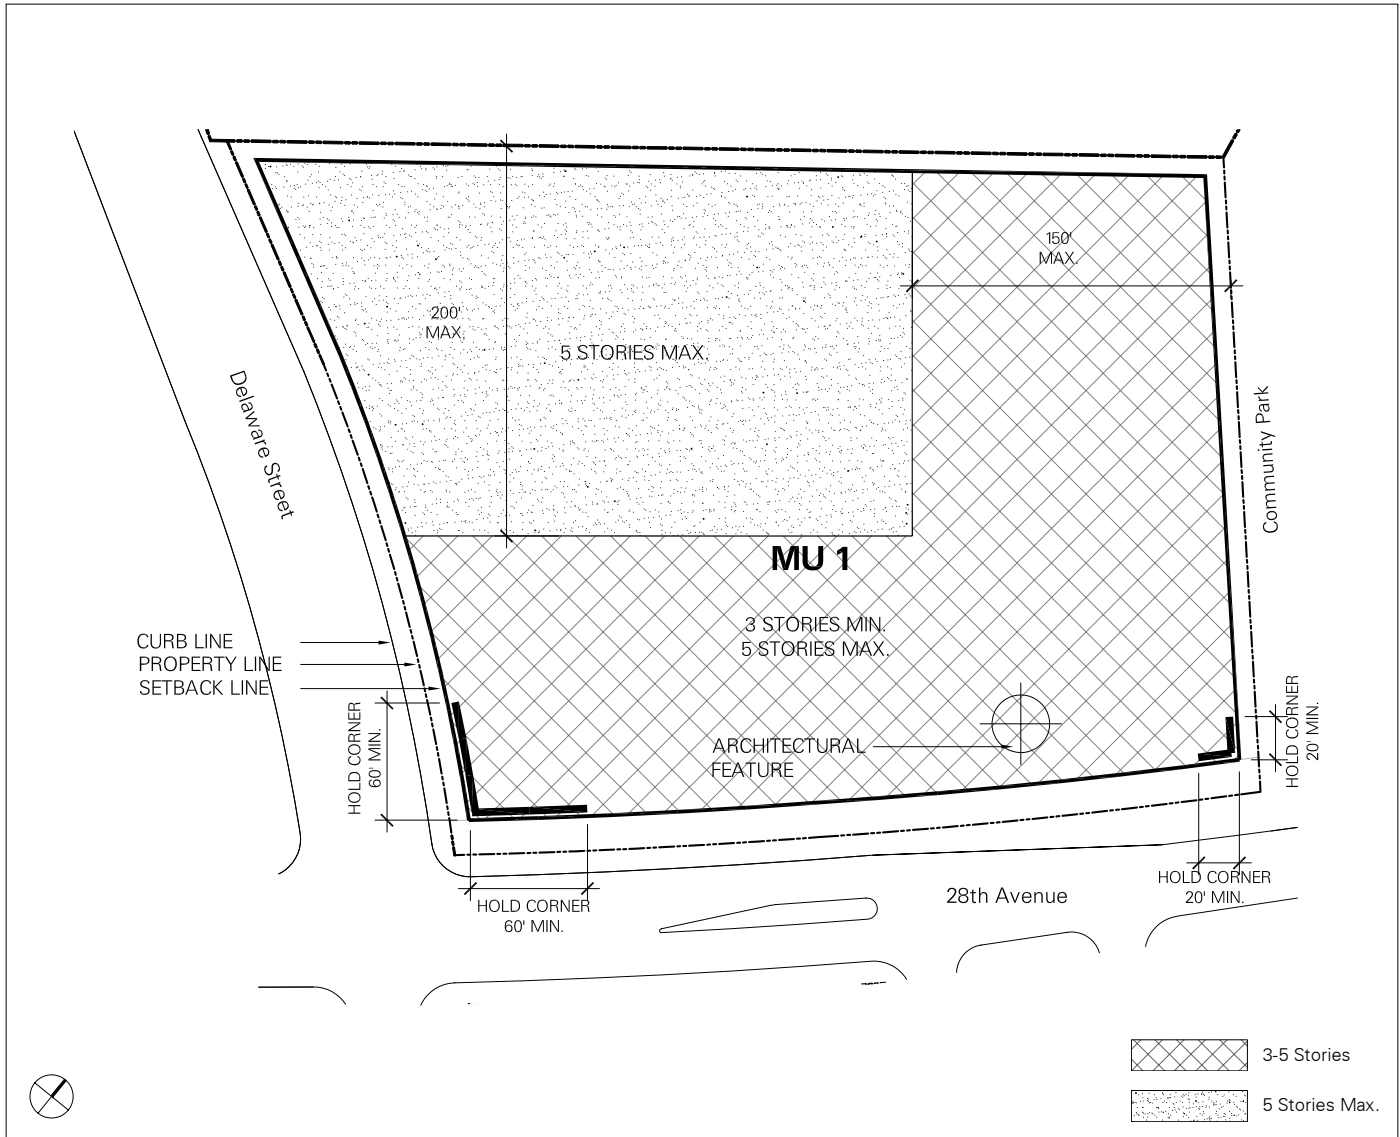 150'
MAX.
200'
MAX.
5 STORIES MAX.
Delaware Street
Community Park
MU 1
3 STORIES MIN.
5 STORIES MAX.
CURB LINE
PROPERTY LINE
SETBACK LINE
HOLD CORNER
60' MIN.
ARCHITECTURAL
FEATURE
HOLD CORNER
20' MIN.
HOLD CORNER
60' MIN.
28th Avenue
HOLD CORNER
20' MIN.
3-5 Stories
5 Stories Max.